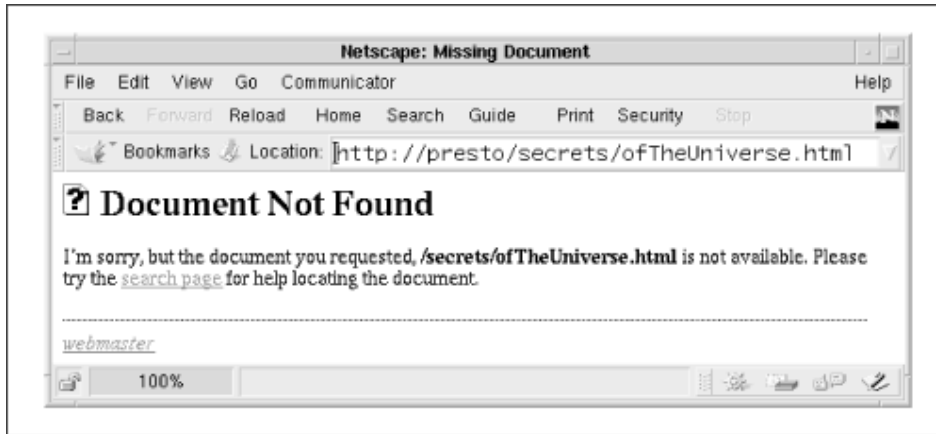 Netscape: Missing Document
File Edit View Go Communicator Help
Back Forward Reload Home Search Guide Print Security Stop
N
Bookmarks Location: http://presto/secrets/ofTheUniverse.html
Document Not Found
I'm sorry, but the document you requested, /secrets/ofTheUniverse.html is not available. Please
try the search page for help locating the document.
webmaster
100%